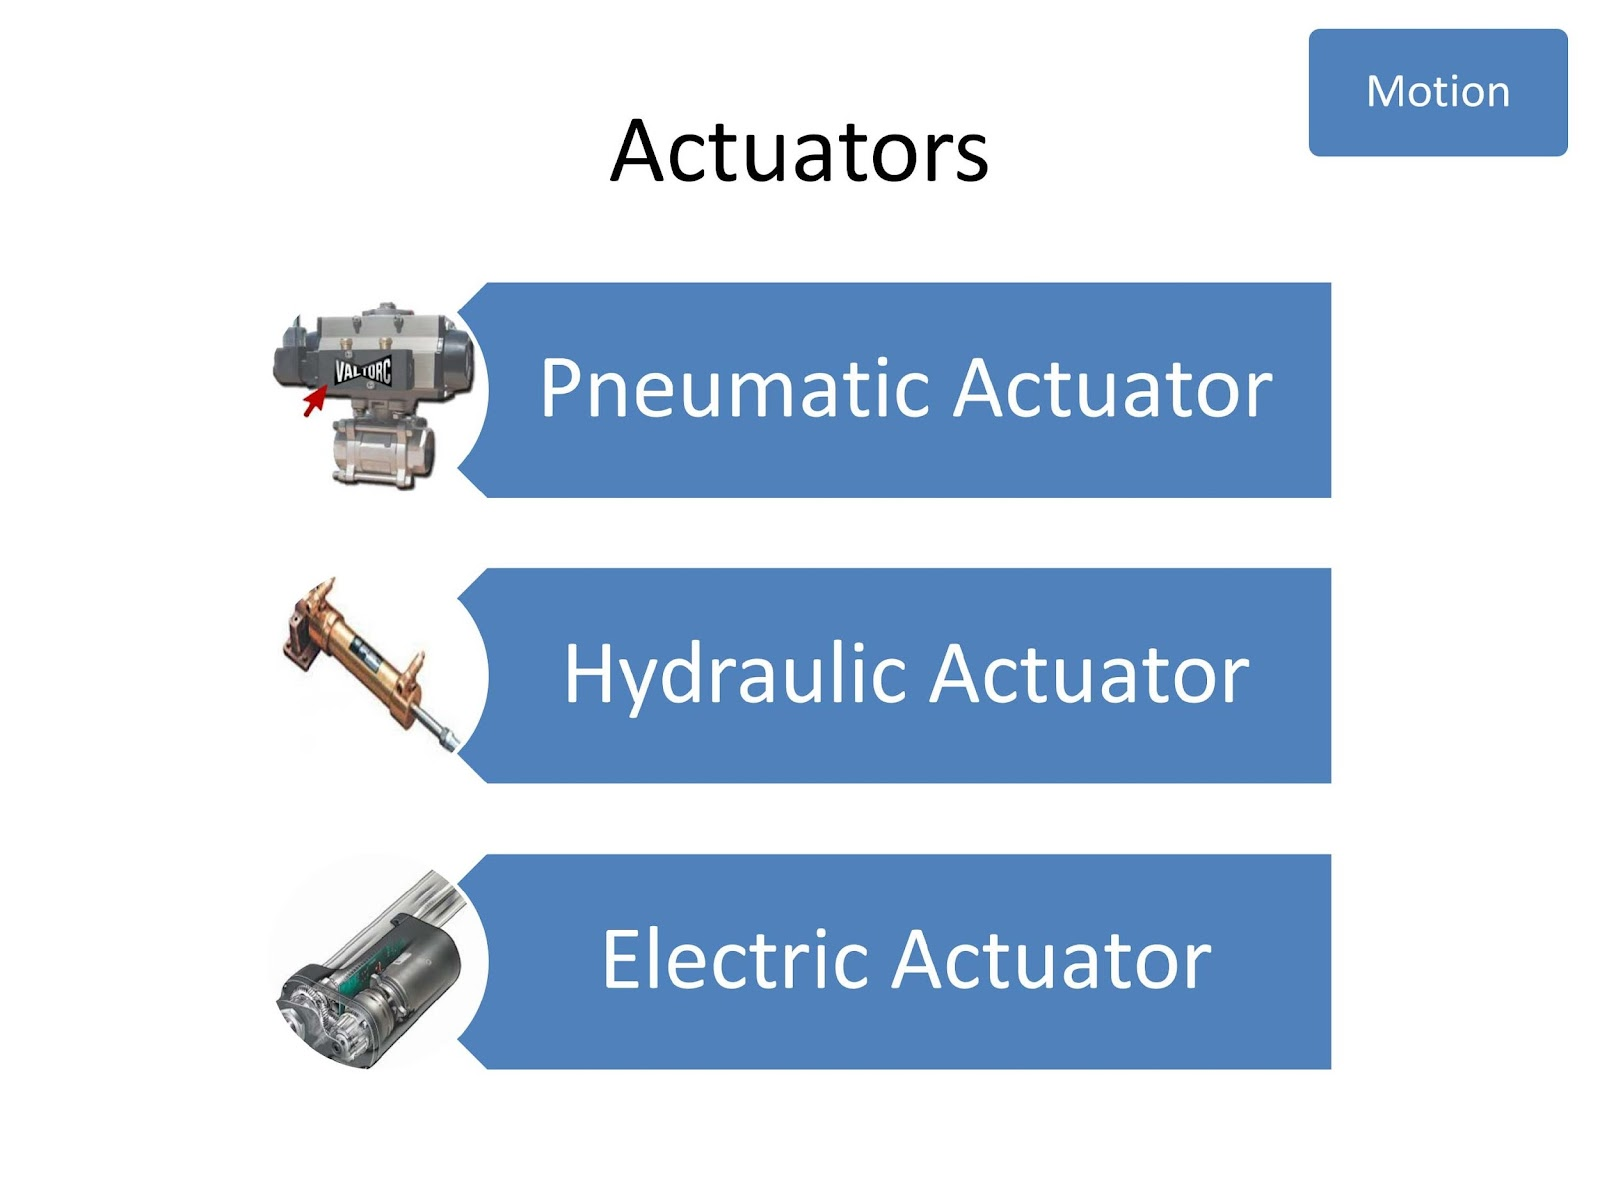 Motion
Actuators
VALTORC
Pneumatic Actuator
Hydraulic Actuator
Electric Actuator